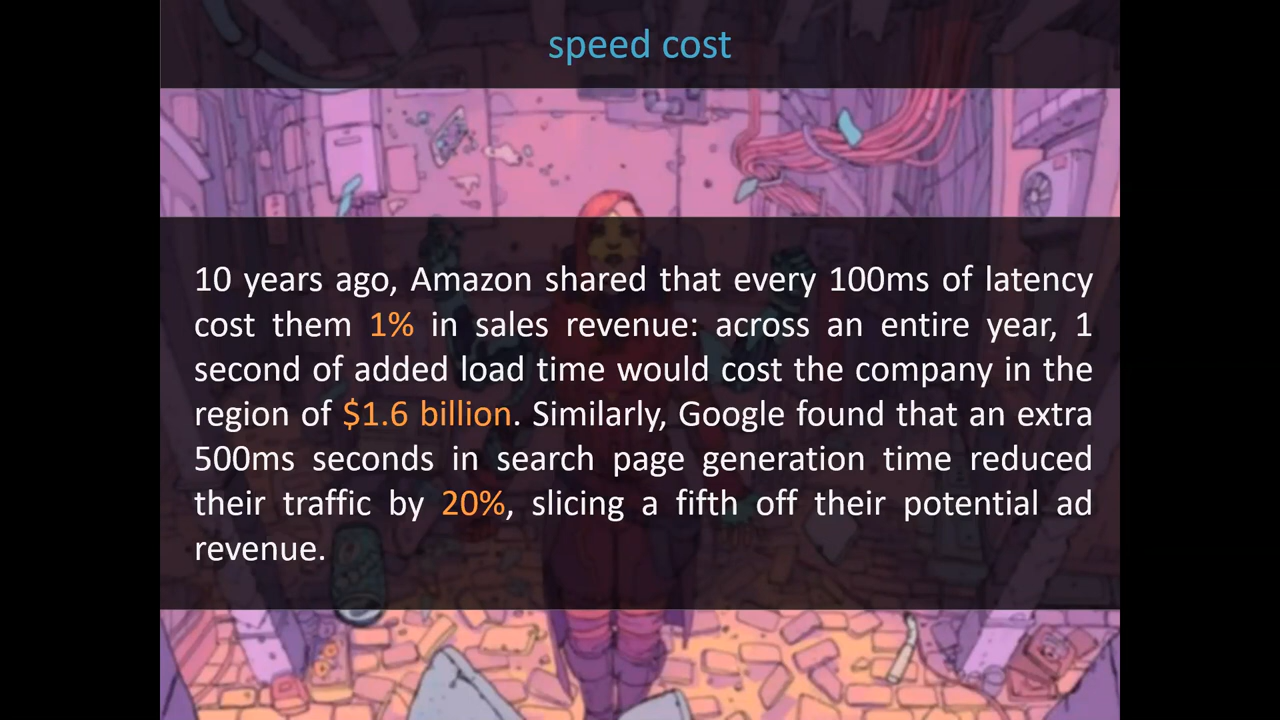 speed cost
10 years ago, Amazon shared that every 100ms of latency
cost them 1% in sales revenue: across an entire year, 1
second of added load time would cost the company in the
region of $1.6 billion. Similarly, Google found that an extra
500ms seconds in search page generation time reduced
their traffic by 20%, slicing a fifth off their potential ad
revenue.